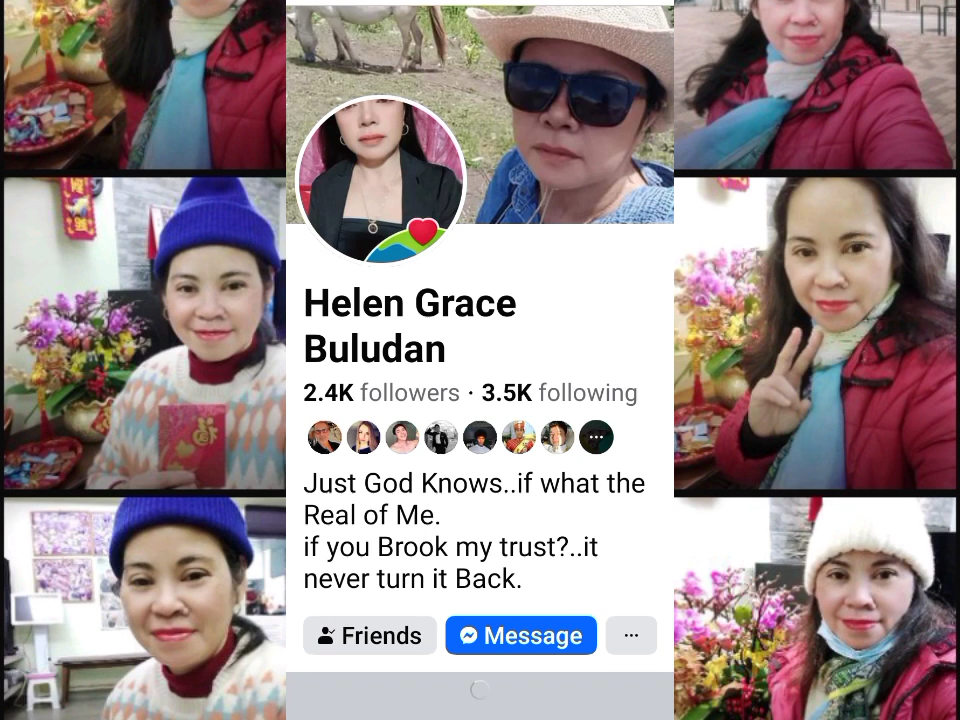 Helen Grace
Buludan
2.4K followers · 3.5K following
Just God Knows..if what the
Real of Me.
if you Brook my trust?..it
never turn it Back.
Friends
Message
福